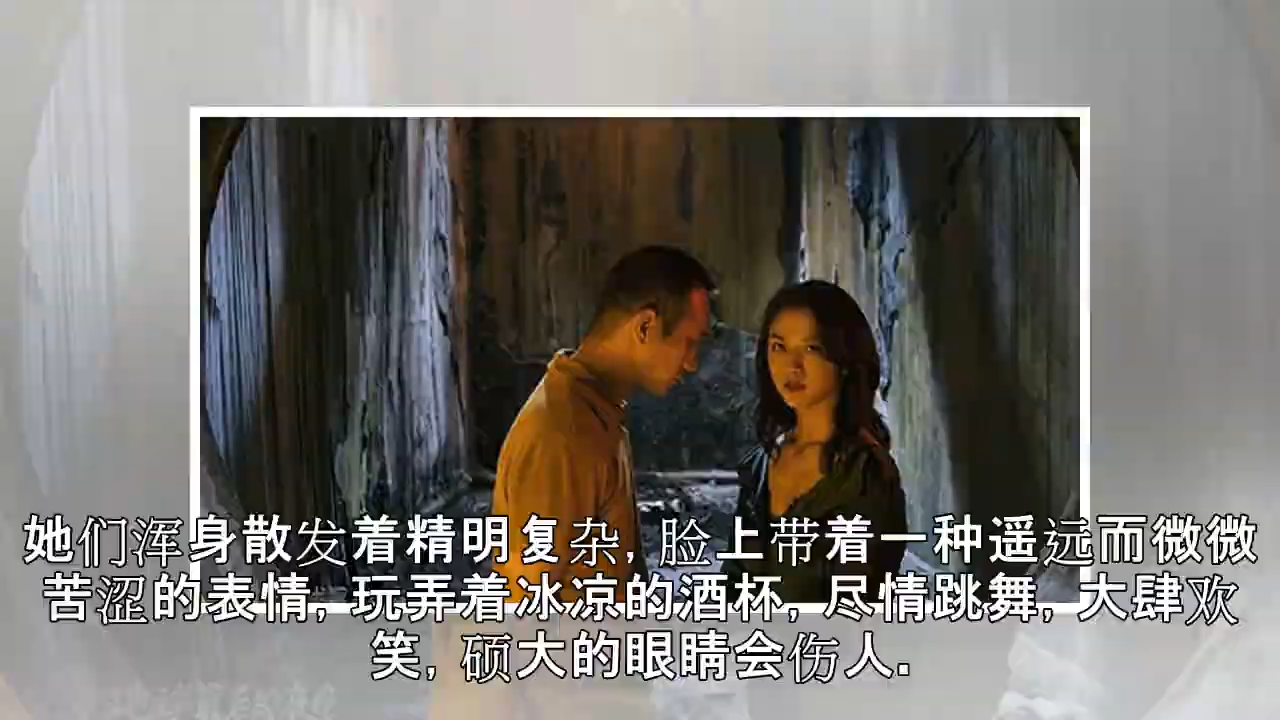 她们浑身散发着精明复杂, 脸上带着一种遥远而微微
苦涩的表情, 玩弄着冰凉的酒杯, 尽情跳舞, 大肆欢
笑, 硕大的眼睛会伤人.